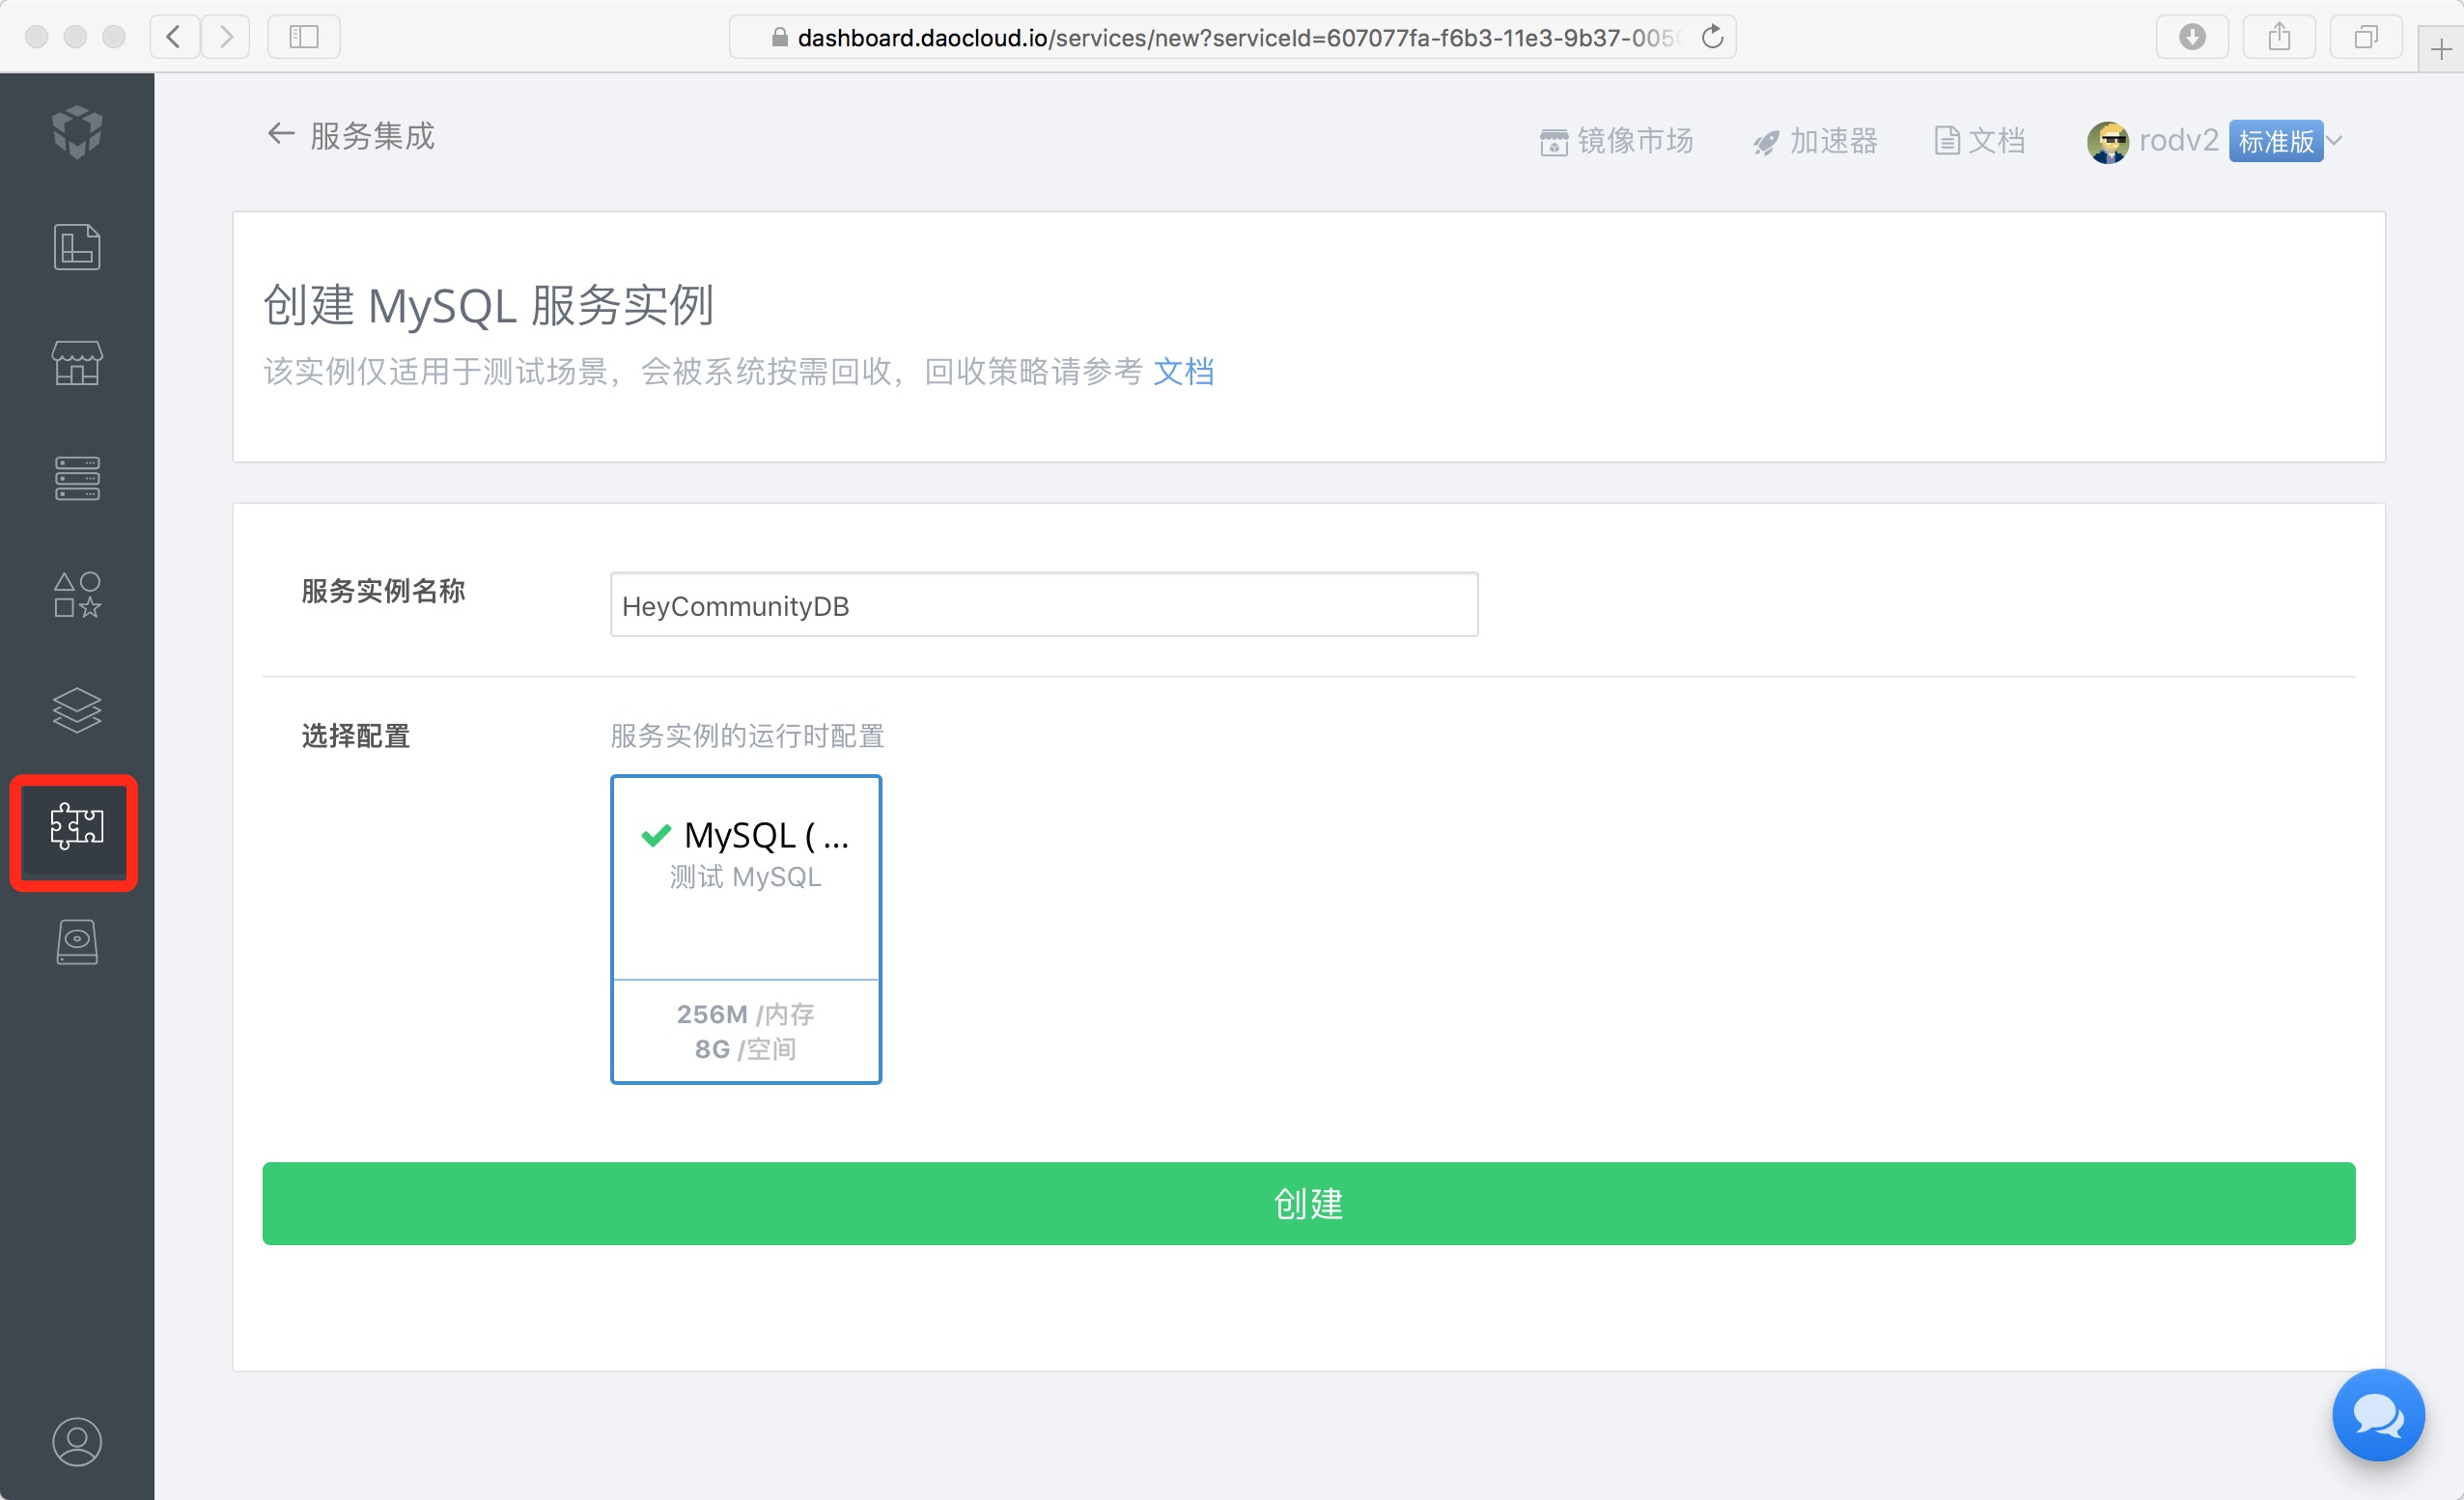 dashboard.daocloud.io/services/new?serviceId=607077fa-f6b3-11e3-9b37-005
服务集成
镜像市场 加速器 文档 rodv2 标准版
创建 MySQL 服务实例
该实例仅适用于测试场景，会被系统按需回收，回收策略请参考 文档
服务实例名称 HeyCommunityDB
选择配置 服务实例的运行时配置
MySQL ( ...
测试 MySQL
256M /内存
8G /空间
创建